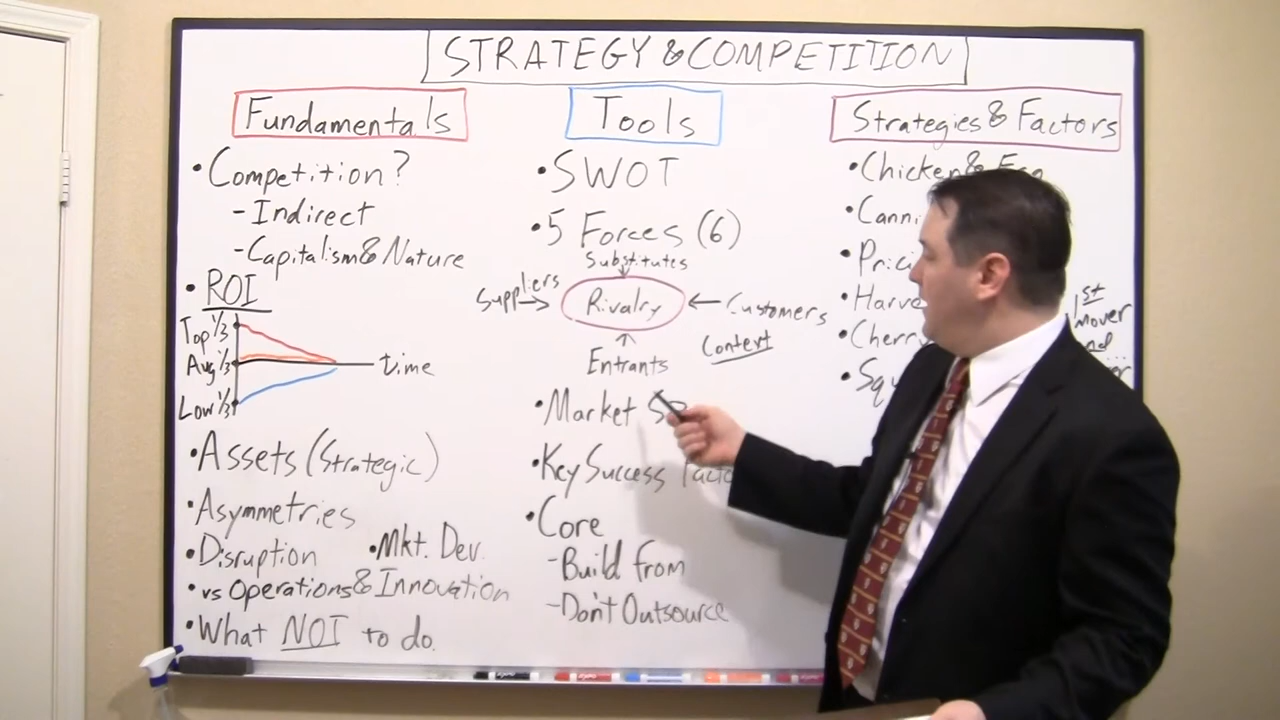 STRATEGY & COMPETITION
Fundamentals
• Competition?
- Indirect
- Capitalism & Nature
• ROI
Top 1/3
Avg 1/3
Low 1/3
time
• Assets (Strategic)
• Asymmetries
• Disruption
• Mkt. Dev.
• vs Operations & Innovation
• What NOT to do.
Tools
• SWOT
• 5 Forces (6)
Substitutes
Suppliers
Rivalry
Customers
Context
Entrants
• Market
• Key Success
• Core
- Build from
- Don't Outsource
Strategies & Factors
• Chicken &
1st
mover